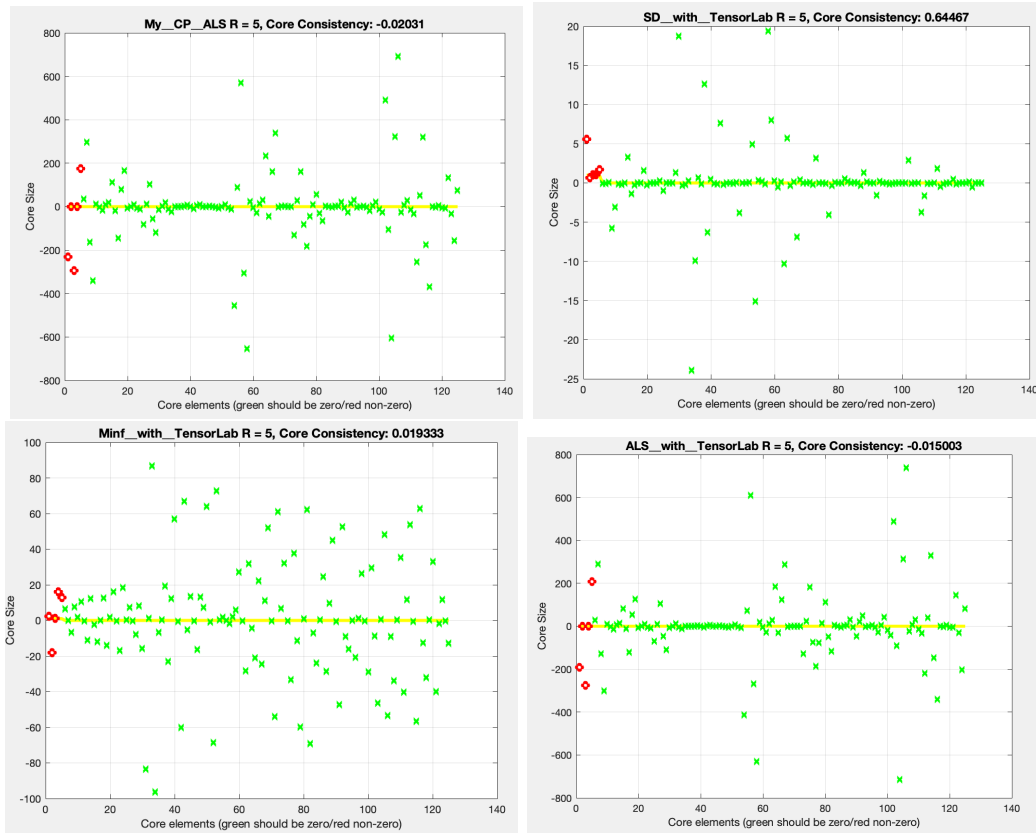 My__CP__ALS R = 5, Core Consistency: -0.02031
800
600
400
200
0
-200
-400
-600
-800
Core Size
0 20 40 60 80 100 120 140
Core elements (green should be zero/red non-zero)
SD__with__TensorLab R = 5, Core Consistency: 0.64467
20
15
10
5
0
-5
-10
-15
-20
-25
Core Size
0 20 40 60 80 100 120 140
Core elements (green should be zero/red non-zero)
Minf__with__TensorLab R = 5, Core Consistency: 0.019333
100
80
60
40
20
0
-20
-40
-60
-80
-100
Core Size
0 20 40 60 80 100 120 140
Core elements (green should be zero/red non-zero)
ALS__with__TensorLab R = 5, Core Consistency: -0.015003
800
600
400
200
0
-200
-400
-600
-800
Core Size
0 20 40 60 80 100 120 140
Core elements (green should be zero/red non-zero)